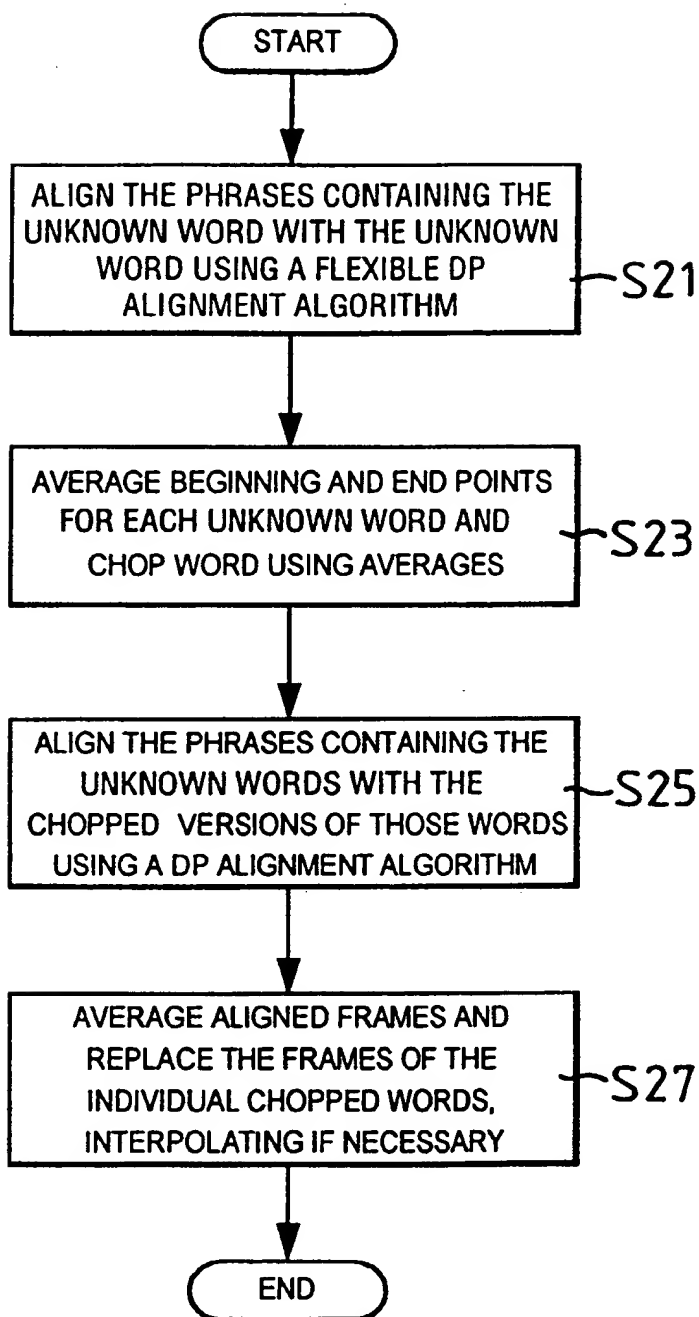 START
ALIGN THE PHRASES CONTAINING THE
UNKNOWN WORD WITH THE UNKNOWN
WORD USING A FLEXIBLE DP
ALIGNMENT ALGORITHM
S21
AVERAGE BEGINNING AND END POINTS
FOR EACH UNKNOWN WORD AND
CHOP WORD USING AVERAGES
S23
ALIGN THE PHRASES CONTAINING THE
UNKNOWN WORDS WITH THE
CHOPPED VERSIONS OF THOSE WORDS
USING A DP ALIGNMENT ALGORITHM
S25
AVERAGE ALIGNED FRAMES AND
REPLACE THE FRAMES OF THE
INDIVIDUAL CHOPPED WORDS,
INTERPOLATING IF NECESSARY
S27
END